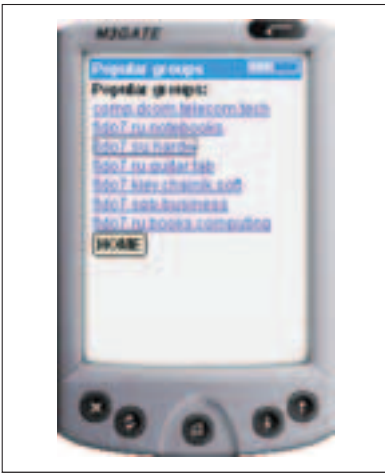 M3GATE
Popular groups
Popular groups:
comp.dcom.telecom.tech
fido7.ru.notebooks
fido7.su.hardw
fido7.ru.guitar.tab
fido7.kiev.chainik.soft
fido7.spb.business
fido7.ru.books.computing
HOME